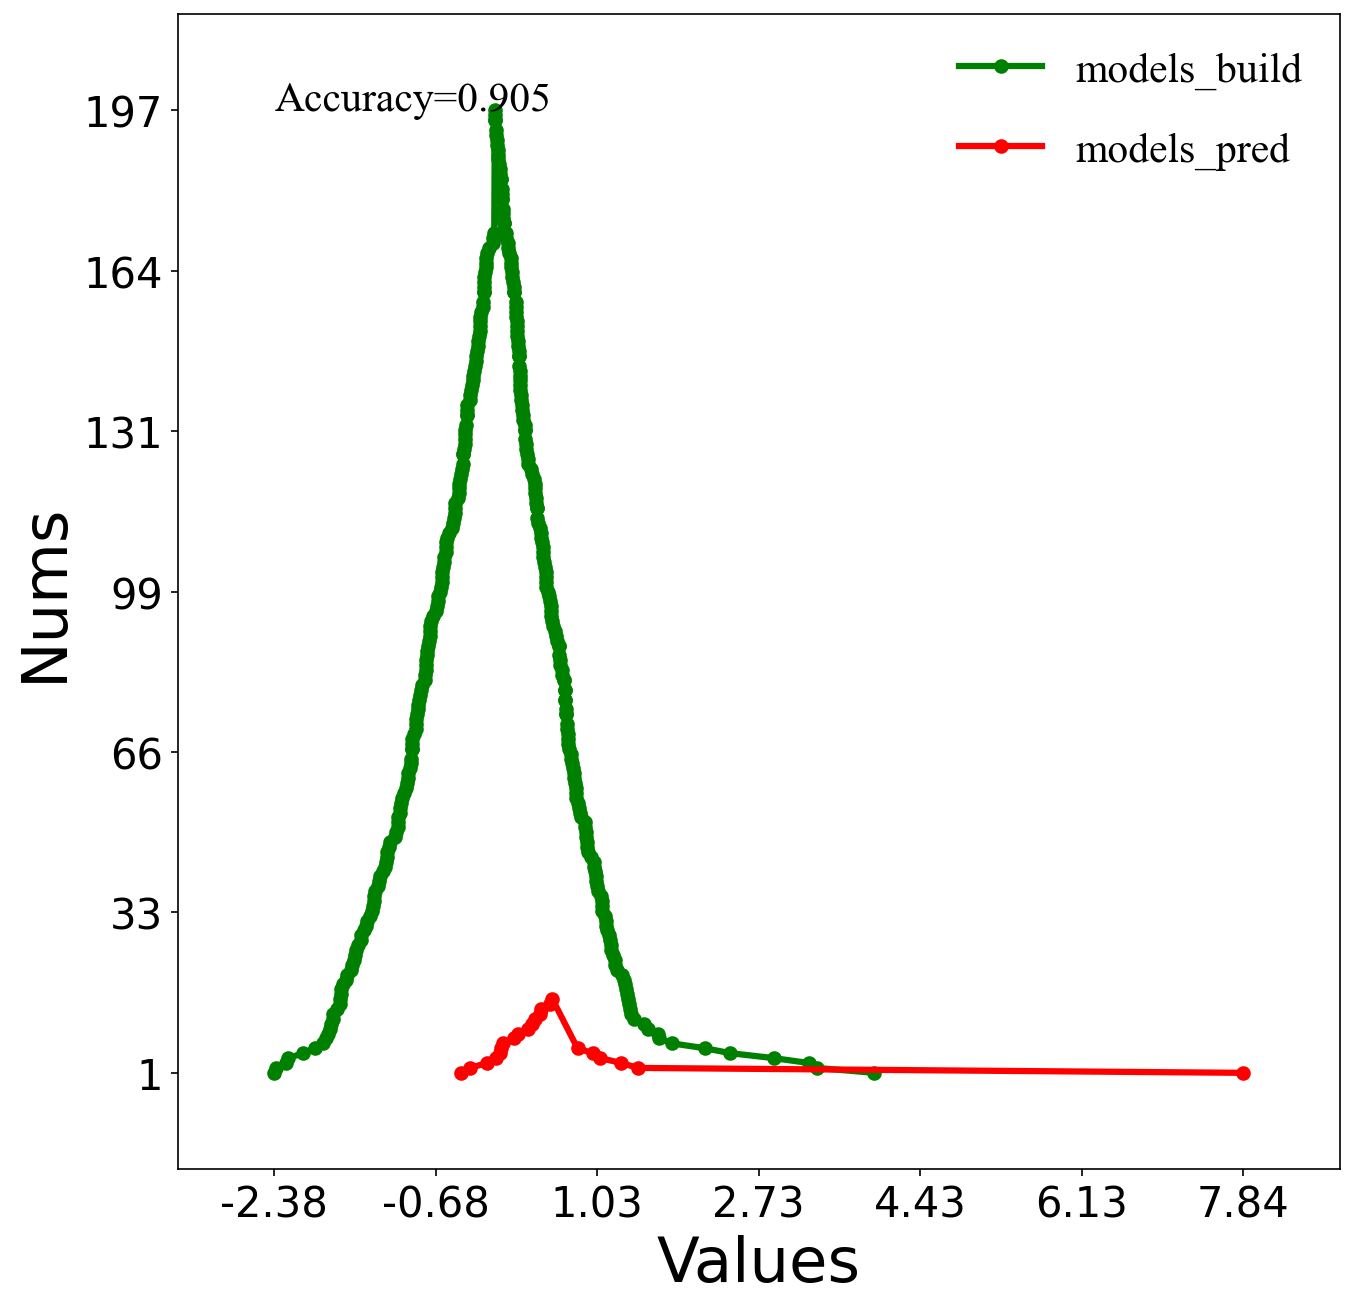 models_build
Accuracy=0.905
models_pred
197
164
131
99
66
33
1
Nums
-2.38 -0.68 1.03 2.73 4.43 6.13 7.84
Values